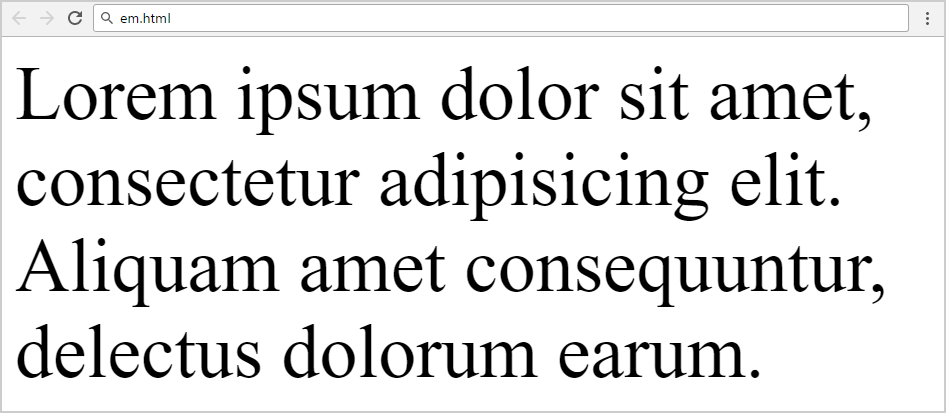 em.html
Lorem ipsum dolor sit amet,
consectetur adipisicing elit.
Aliquam amet consequuntur,
delectus dolorum earum.